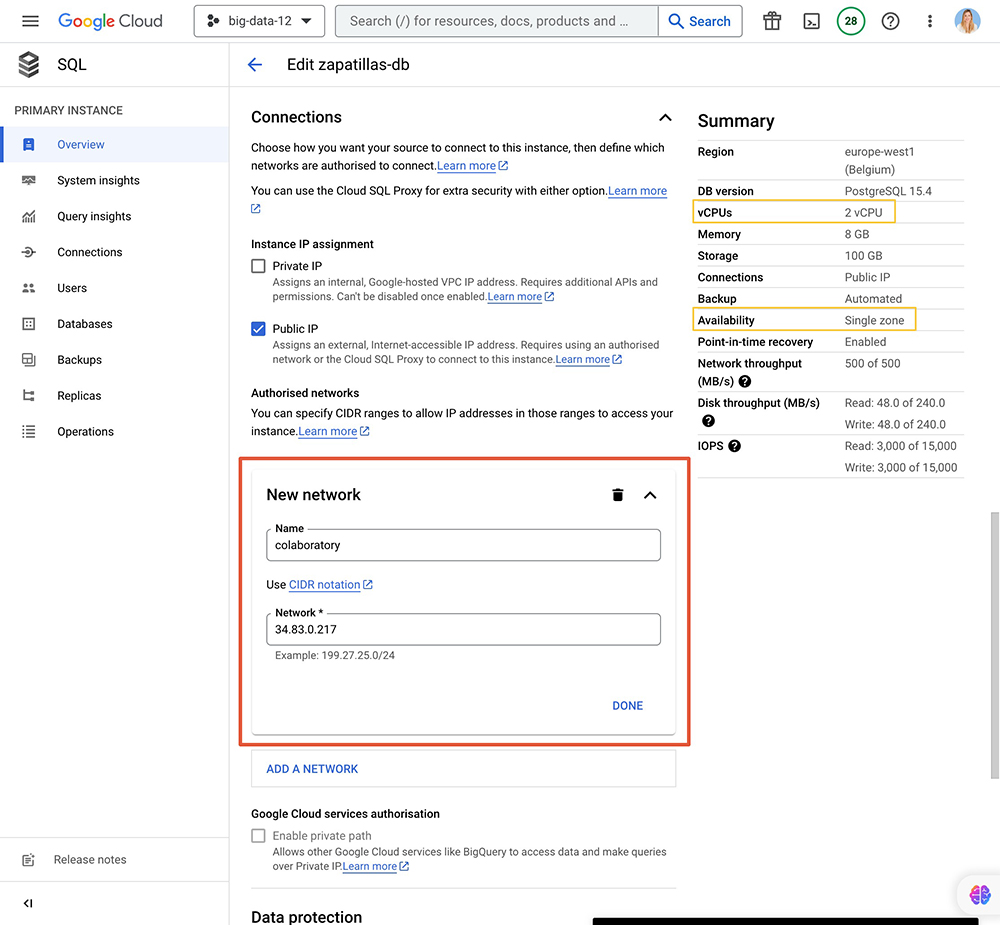 Google Cloud
big-data-12
Search (/) for resources, docs, products and ...
Search
28
SQL
Edit zapatillas-db
PRIMARY INSTANCE
Overview
System insights
Query insights
Connections
Users
Databases
Backups
Replicas
Operations
Release notes
Connections
Choose how you want your source to connect to this instance, then define which
networks are authorised to connect.Learn more
You can use the Cloud SQL Proxy for extra security with either option.Learn more
Instance IP assignment
Private IP
Assigns an internal, Google-hosted VPC IP address. Requires additional APIs and
permissions. Can't be disabled once enabled.Learn more
Public IP
Assigns an external, Internet-accessible IP address. Requires using an authorised
network or the Cloud SQL Proxy to connect to this instance.Learn more
Authorised networks
You can specify CIDR ranges to allow IP addresses in those ranges to access your
instance.Learn more
New network
Name
colaboratory
Use CIDR notation
Network *
34.83.0.217
Example: 199.27.25.0/24
DONE
ADD A NETWORK
Google Cloud services authorisation
Enable private path
Allows other Google Cloud services like BigQuery to access data and make queries
over Private IP.Learn more
Data protection
Summary
Region europe-west1
(Belgium)
DB version PostgreSQL 15.4
vCPUs 2 vCPU
Memory 8 GB
Storage 100 GB
Connections Public IP
Backup Automated
Availability Single zone
Point-in-time recovery Enabled
Network throughput 500 of 500
(MB/s) ?
Disk throughput (MB/s) Read: 48.0 of 240.0
? Write: 48.0 of 240.0
IOPS ? Read: 3,000 of 15,000
Write: 3,000 of 15,000